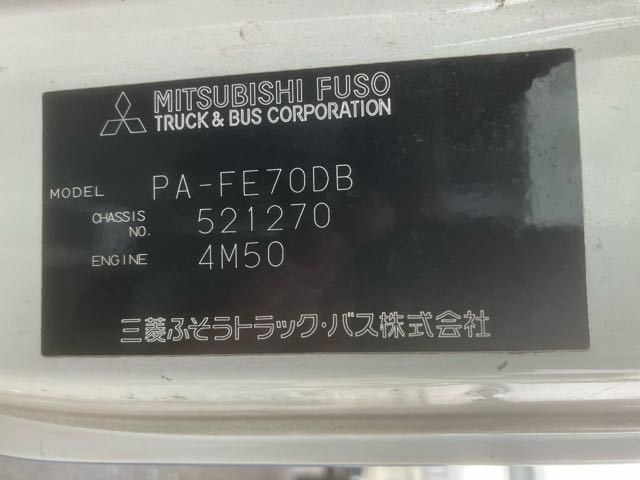 MITSUBISHI FUSO
TRUCK & BUS CORPORATION
MODEL PA-FE70DB
CHASSIS NO. 521270
ENGINE 4M50
三菱ふそうトラック・バス株式会社